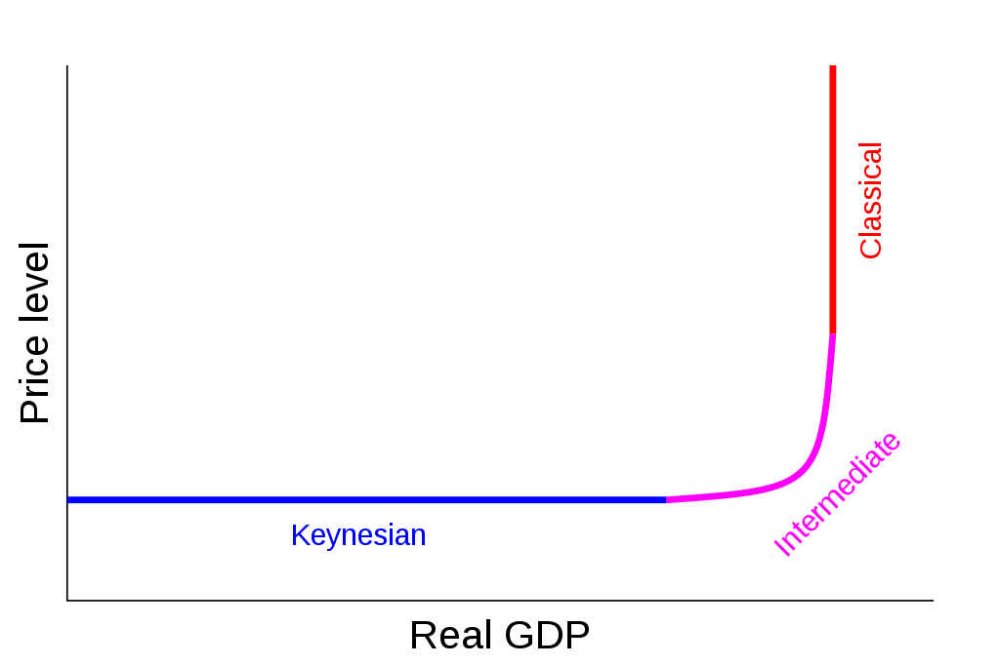 Price level
Classical
Intermediate
Keynesian
Real GDP